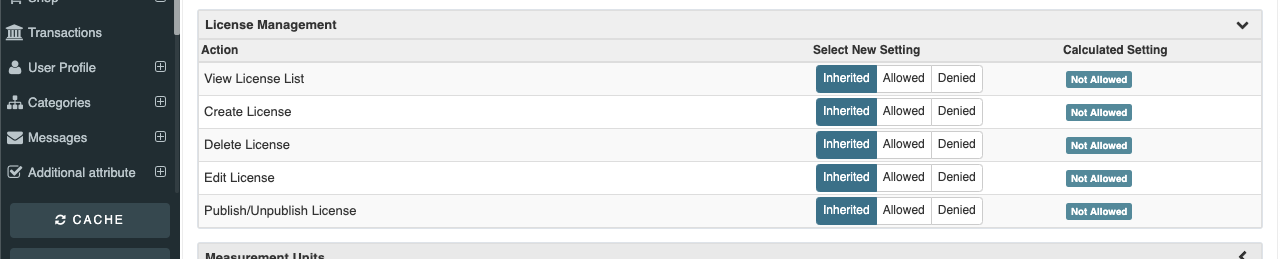 Shop
Transactions
User Profile
Categories
Messages
Additional attribute
CACHE
License Management
Action Select New Setting Calculated Setting
View License List Inherited Allowed Denied Not Allowed
Create License Inherited Allowed Denied Not Allowed
Delete License Inherited Allowed Denied Not Allowed
Edit License Inherited Allowed Denied Not Allowed
Publish/Unpublish License Inherited Allowed Denied Not Allowed
Measurement Units